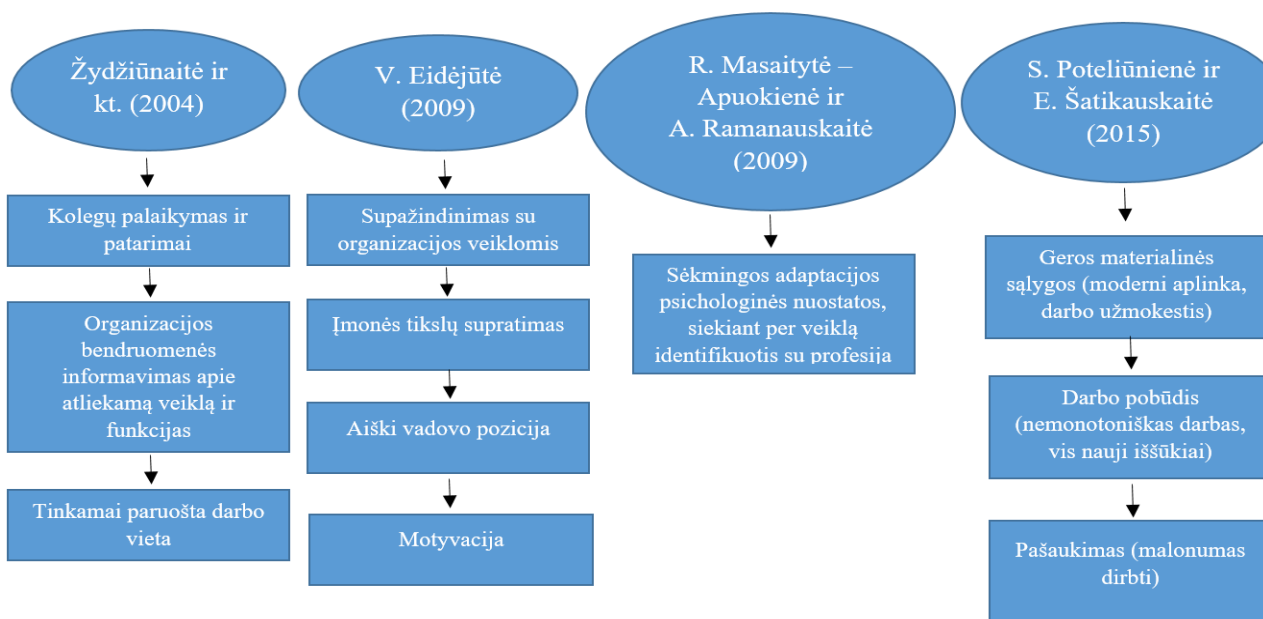 Žydžiūnaitė ir
kt. (2004)
Kolegų palaikymas ir
patarimai
Organizacijos
bendruomenės
informavimas apie
atliekamą veiklą ir
funkcijas
Tinkamai paruošta darbo
vieta
V. Eidėjūtė
(2009)
Supažindinimas su
organizacijos veiklomis
Įmonės tikslų supratimas
Aiški vadovo pozicija
Motyvacija
R. Masaitytė –
Apuokienė ir
A. Ramanauskaitė
(2009)
Sėkmingos adaptacijos
psichologinės nuostatos,
siekiant per veiklą
identifikuotis su profesija
S. Poteliūnienė ir
E. Šatikauskaitė
(2015)
Geros materialinės
sąlygos (moderni aplinka,
darbo užmokestis)
Darbo pobūdis
(nemonotoniškas darbas,
vis nauji iššūkiai)
Pašaukimas (malonumas
dirbti)